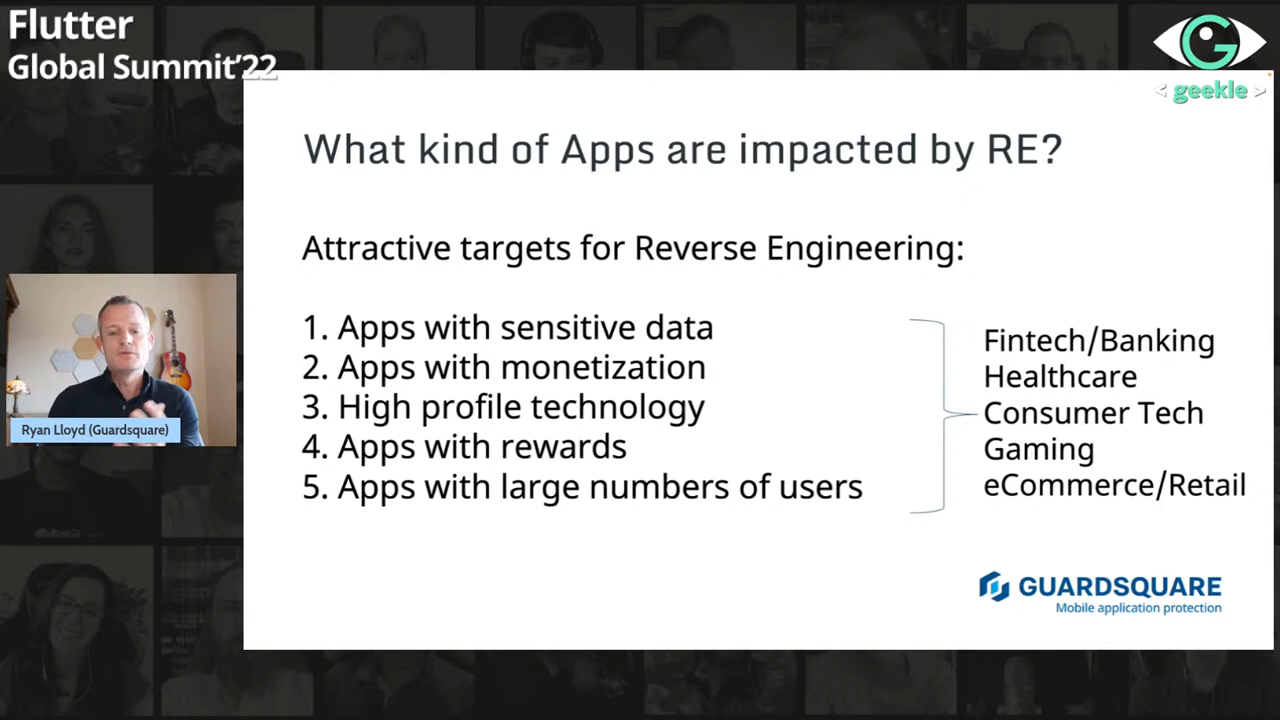 Flutter
Global Summit'22
G
< geekle >
What kind of Apps are impacted by RE?
Attractive targets for Reverse Engineering:
1. Apps with sensitive data
2. Apps with monetization
3. High profile technology
4. Apps with rewards
5. Apps with large numbers of users
Fintech/Banking
Healthcare
Consumer Tech
Gaming
eCommerce/Retail
Ryan Lloyd (Guardsquare)
GUARDSQUARE
Mobile application protection